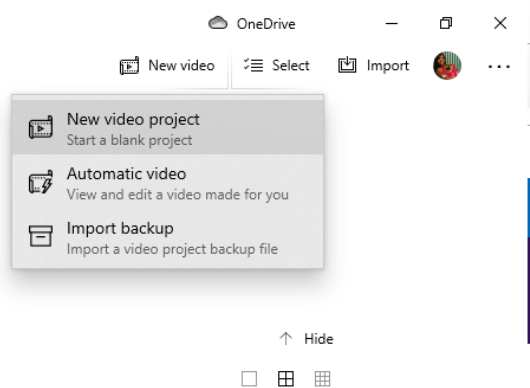 OneDrive
New video
Select
Import
New video project
Start a blank project
Automatic video
View and edit a video made for you
Import backup
Import a video project backup file
Hide